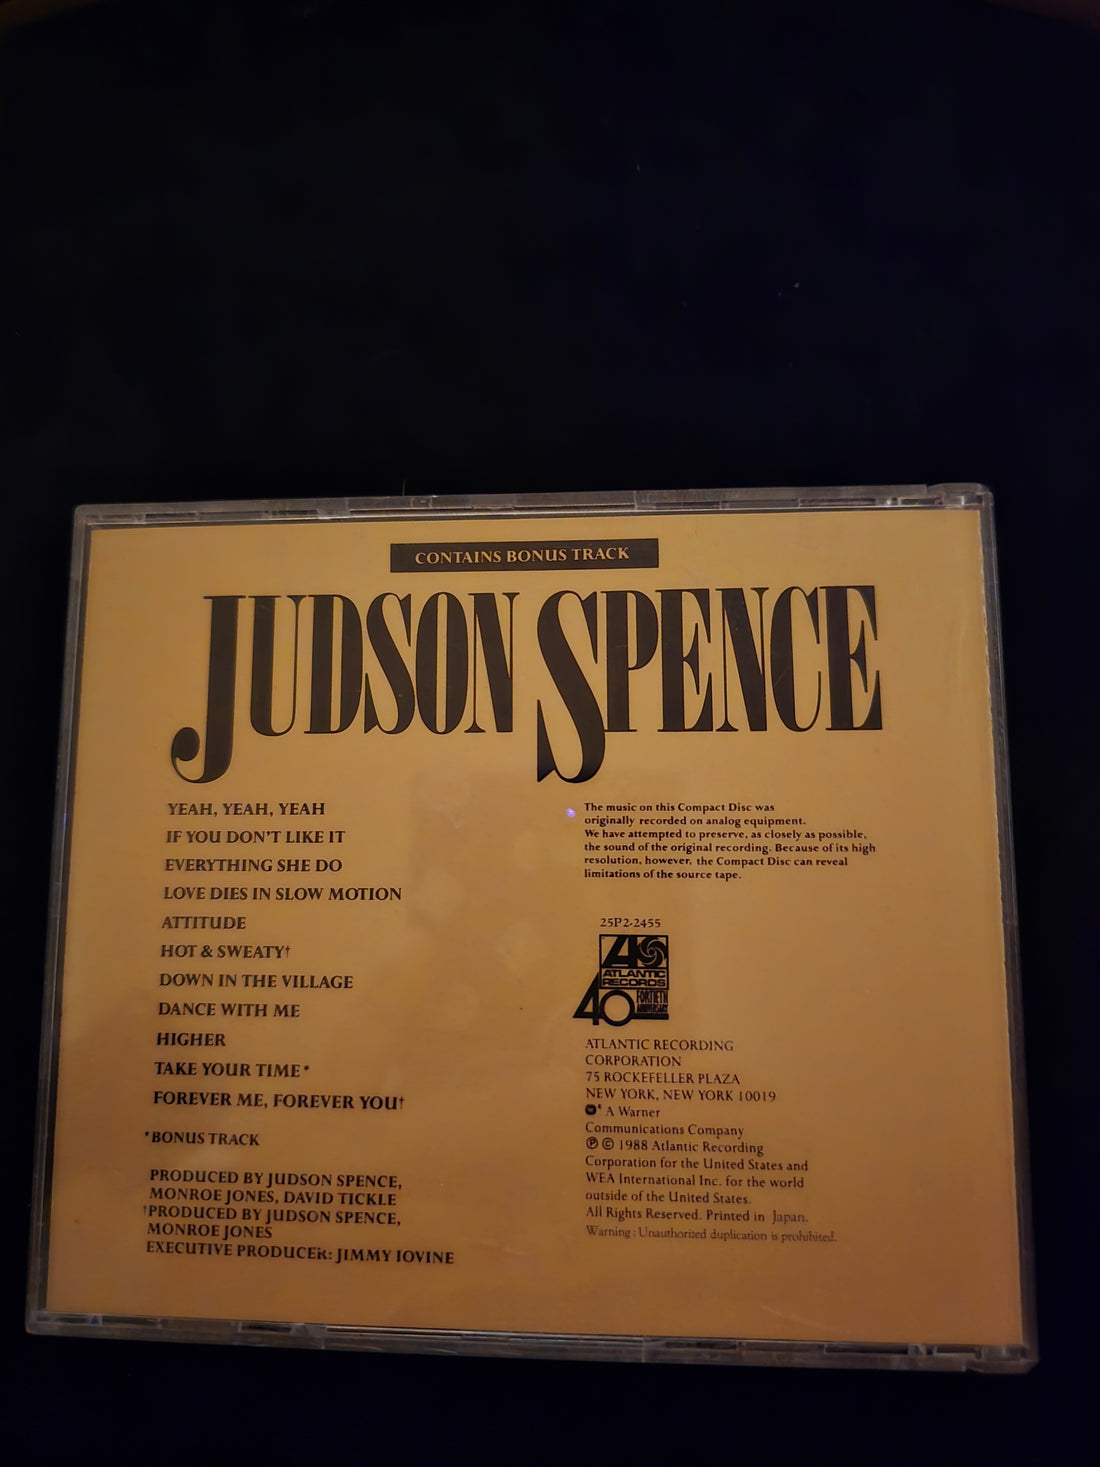 CONTAINS BONUS TRACK
JUDSON SPENCE
YEAH, YEAH, YEAH
IF YOU DON'T LIKE IT
EVERYTHING SHE DO
LOVE DIES IN SLOW MOTION
ATTITUDE
HOT & SWEATY†
DOWN IN THE VILLAGE
DANCE WITH ME
HIGHER
TAKE YOUR TIME*
FOREVER ME, FOREVER YOU†
*BONUS TRACK
PRODUCED BY JUDSON SPENCE,
MONROE JONES, DAVID TICKLE
†PRODUCED BY JUDSON SPENCE,
MONROE JONES
EXECUTIVE PRODUCER: JIMMY IOVINE
The music on this Compact Disc was
originally recorded on analog equipment.
We have attempted to preserve, as closely as possible,
the sound of the original recording. Because of its high
resolution, however, the Compact Disc can reveal
limitations of the source tape.
25P2-2455
ATLANTIC
RECORDS
40
FORTIETH
ANNIVERSARY
ATLANTIC RECORDING
CORPORATION
75 ROCKEFELLER PLAZA
NEW YORK, NEW YORK 10019
A Warner
Communications Company
℗ © 1988 Atlantic Recording
Corporation for the United States and
WEA International Inc. for the world
outside of the United States.
All Rights Reserved. Printed in Japan.
Warning : Unauthorized duplication is prohibited.